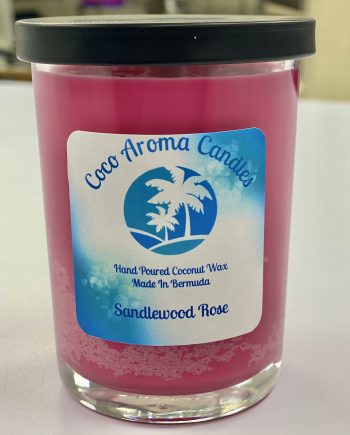 Coco Aroma Candles
Hand Poured Coconut Wax
Made In Bermuda
Sandlewood Rose